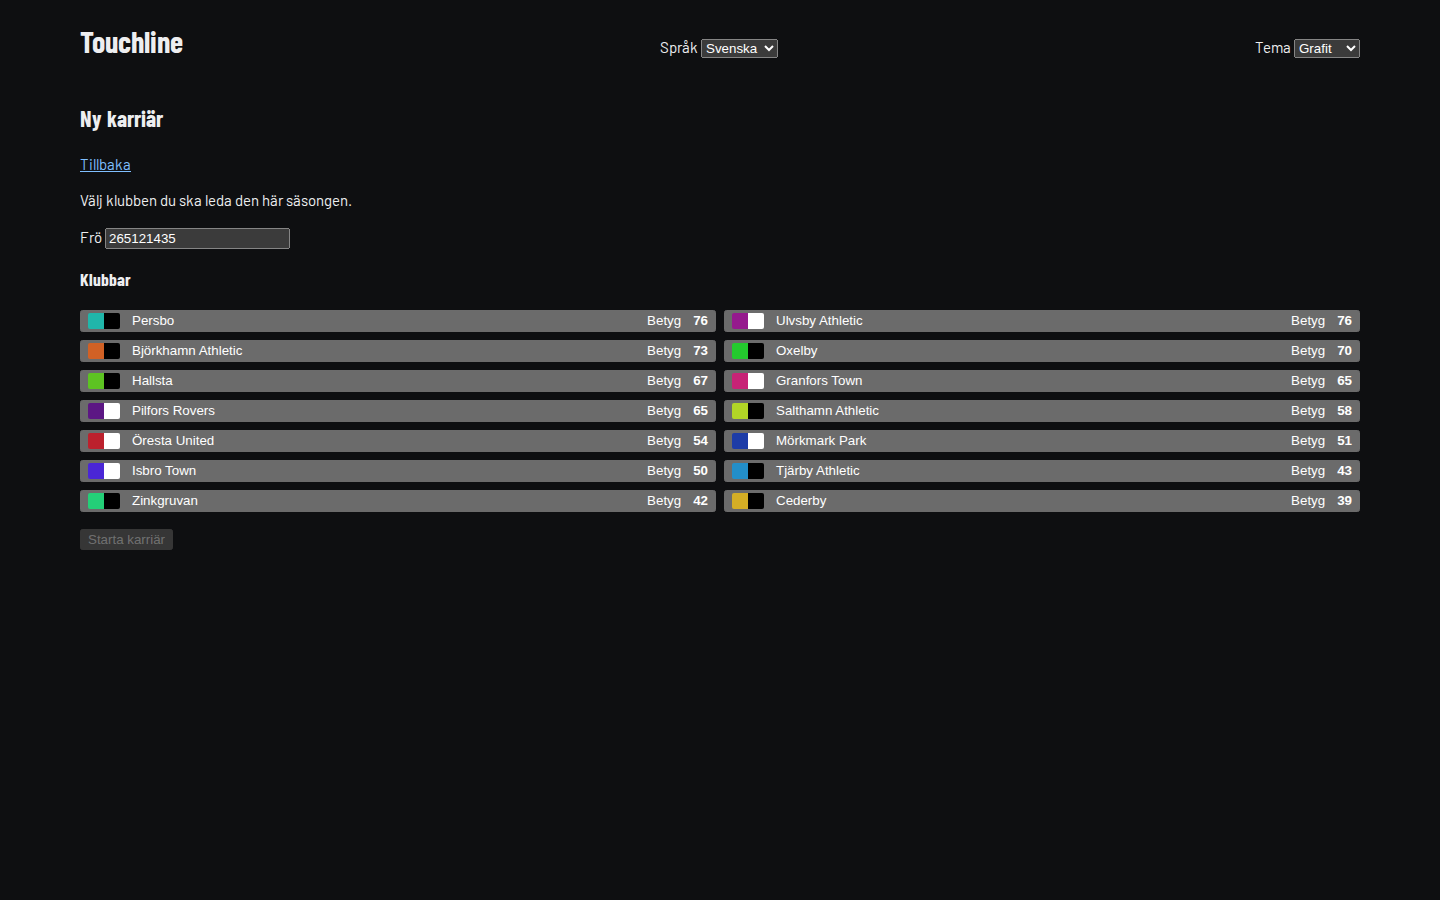 Touchline
Språk Svenska
Tema Grafit
Ny karriär
Tillbaka
Välj klubben du ska leda den här säsongen.
Frö 265121435
Klubbar
Persbo Betyg 76
Ulvsby Athletic Betyg 76
Björkhamn Athletic Betyg 73
Oxelby Betyg 70
Hallsta Betyg 67
Granfors Town Betyg 65
Pilfors Rovers Betyg 65
Salthamn Athletic Betyg 58
Öresta United Betyg 54
Mörkmark Park Betyg 51
Isbro Town Betyg 50
Tjärby Athletic Betyg 43
Zinkgruvan Betyg 42
Cederby Betyg 39
Starta karriär